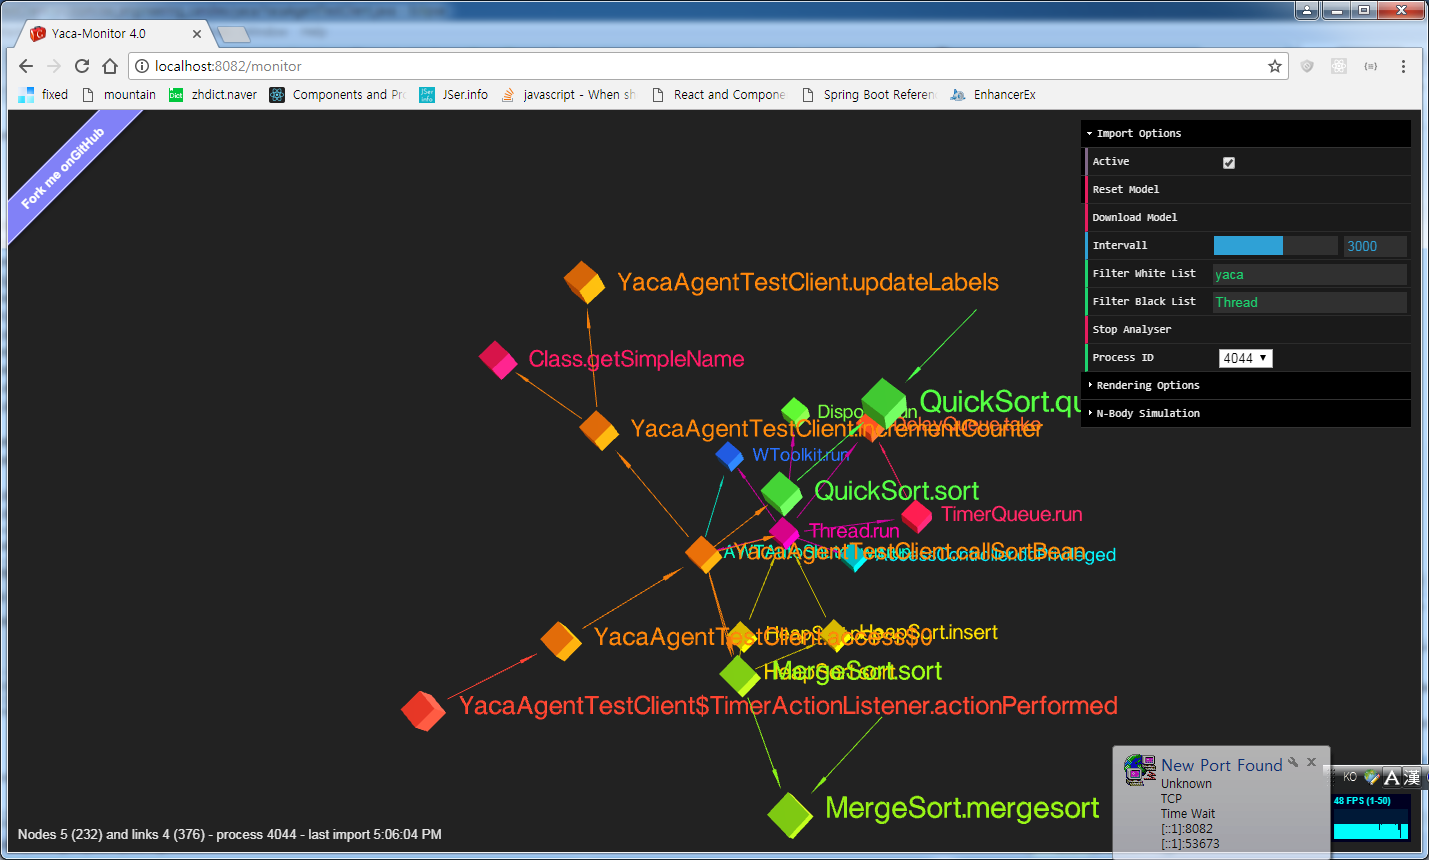 Yaca-Monitor 4.0
localhost:8082/monitor
fixed
mountain
zhdict.naver
Components and Pro
JSer.info
javascript - When sh
React and Compone
Spring Boot Referenc
EnhancerEx
Fork me onGitHub
Import Options
Active
Reset Model
Download Model
Intervall 3000
Filter White List yaca
Filter Black List Thread
Stop Analyser
Process ID 4044
Rendering Options
N-Body Simulation
YacaAgentTestClient.updateLabels
Class.getSimpleName
QuickSort.qu
YacaAgentTestClient.incrementCounter
DelayQueue.take
WToolkit.run
QuickSort.sort
TimerQueue.run
Thread.run
YacaAgentTestClient.callSortBean
AccessController.doPrivileged
YacaAgentTestClient.access$0
HeapSort.insert
MergeSort.sort
HeapSort.sort
YacaAgentTestClient$TimerActionListener.actionPerformed
MergeSort.mergesort
Nodes 5 (232) and links 4 (376) - process 4044 - last import 5:06:04 PM
New Port Found
Unknown
TCP
Time Wait
[::1]:8082
[::1]:53673
KO
A 漢
48 FPS (1-50)